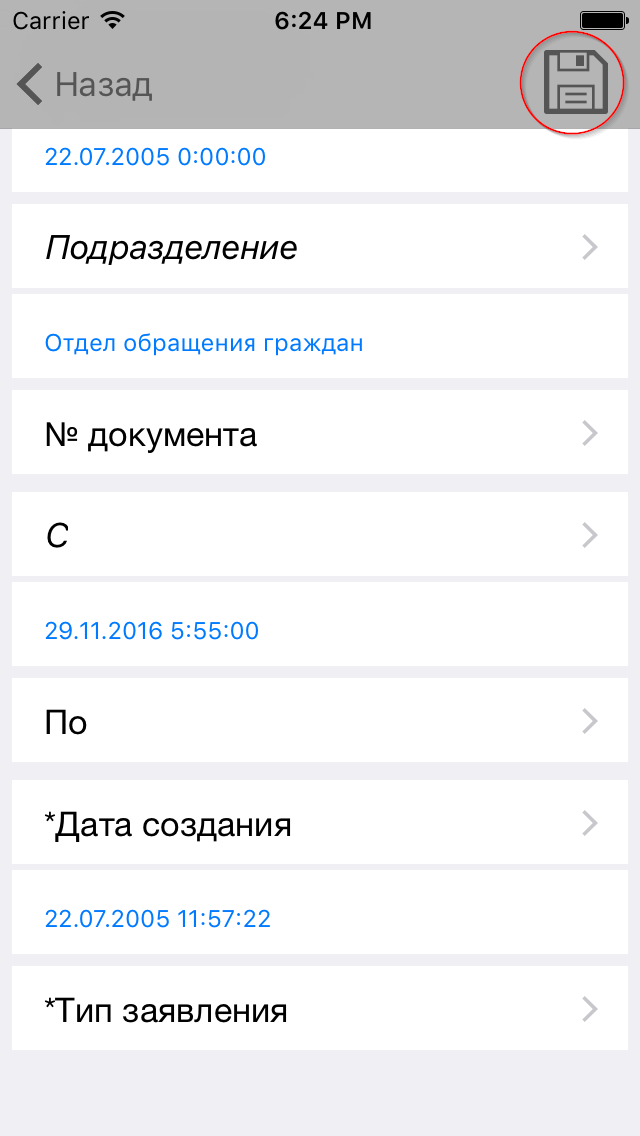 Carrier 6:24 PM
Назад
22.07.2005 0:00:00
Подразделение
Отдел обращения граждан
№ документа
С
29.11.2016 5:55:00
По
*Дата создания
22.07.2005 11:57:22
*Тип заявления